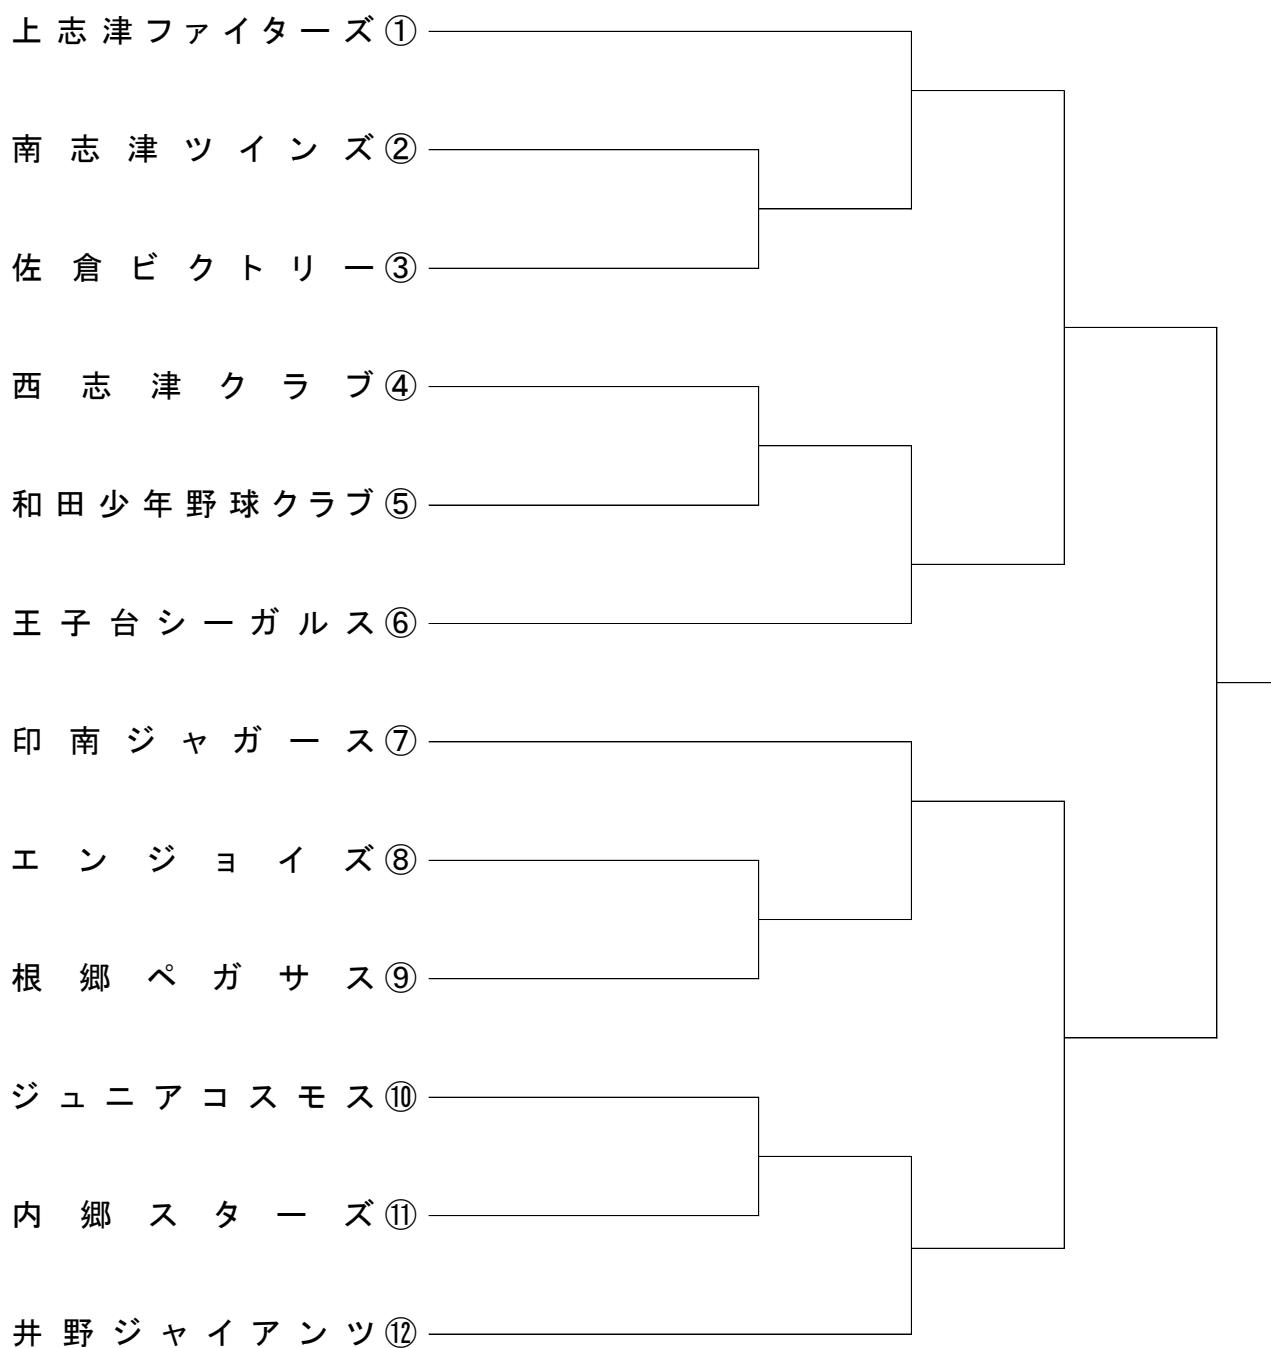 上志津ファイターズ①
南志津ツインズ②
佐倉ビクトリー③
西志津クラブ④
和田少年野球クラブ⑤
王子台シーガルス⑥
印南ジャガース⑦
エンジョイズ⑧
根郷ペガサス⑨
ジュニアコスモス⑩
内郷スターズ⑪
井野ジャイアンツ⑫